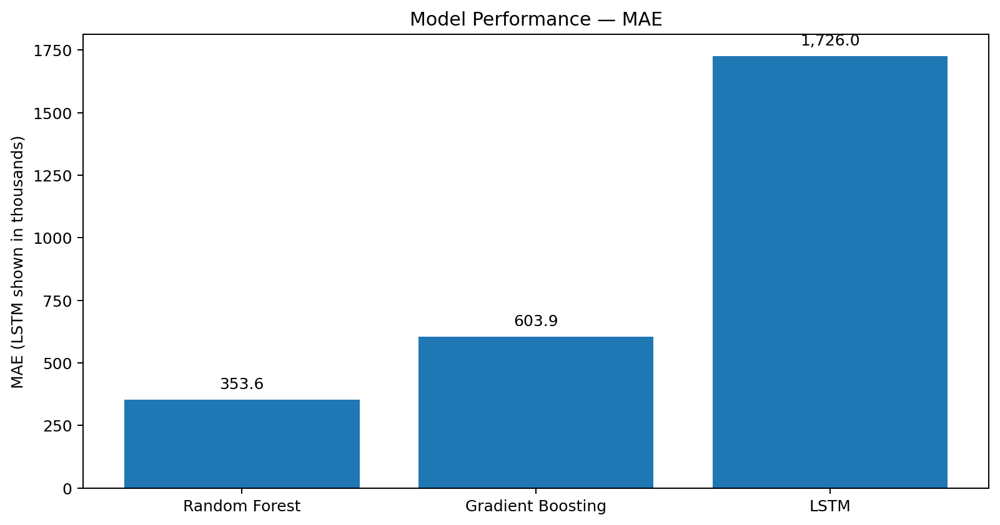 Model Performance — MAE
MAE (LSTM shown in thousands)
1750
1500
1250
1000
750
500
250
0
353.6
603.9
1,726.0
Random Forest
Gradient Boosting
LSTM